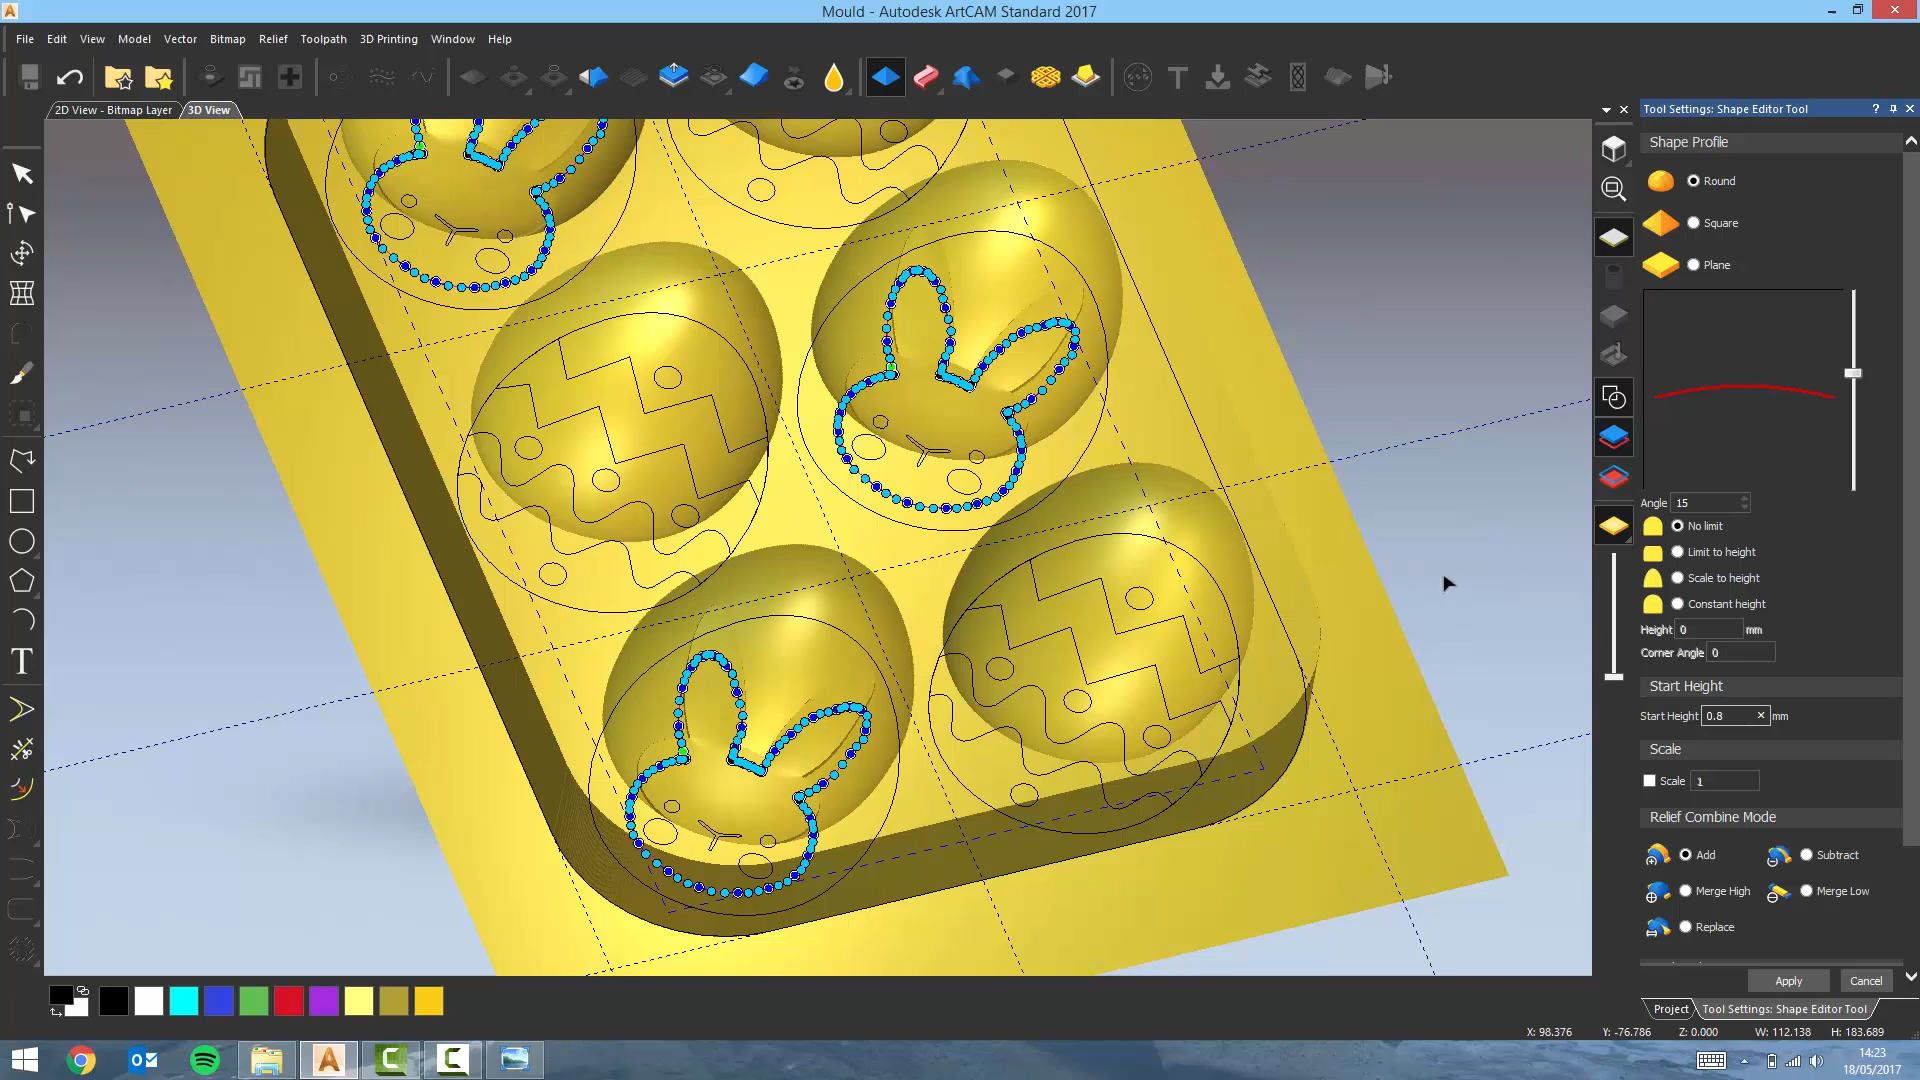 Mould - Autodesk ArtCAM Standard 2017
File Edit View Model Vector Bitmap Relief Toolpath 3D Printing Window Help
2D View - Bitmap Layer 3D View
Tool Settings: Shape Editor Tool
Shape Profile
Round
Square
Plane
Angle 15
No limit
Limit to height
Scale to height
Constant height
Height 0 mm
Corner Angle 0
Start Height
Start Height 0.8 mm
Scale
Scale 1
Relief Combine Mode
Add Subtract
Merge High Merge Low
Replace
Apply Cancel
Project Tool Settings: Shape Editor Tool
X: 98.376 Y: -76.786 Z: 0.000 W: 112.138 H: 183.689
14:23
18/05/2017